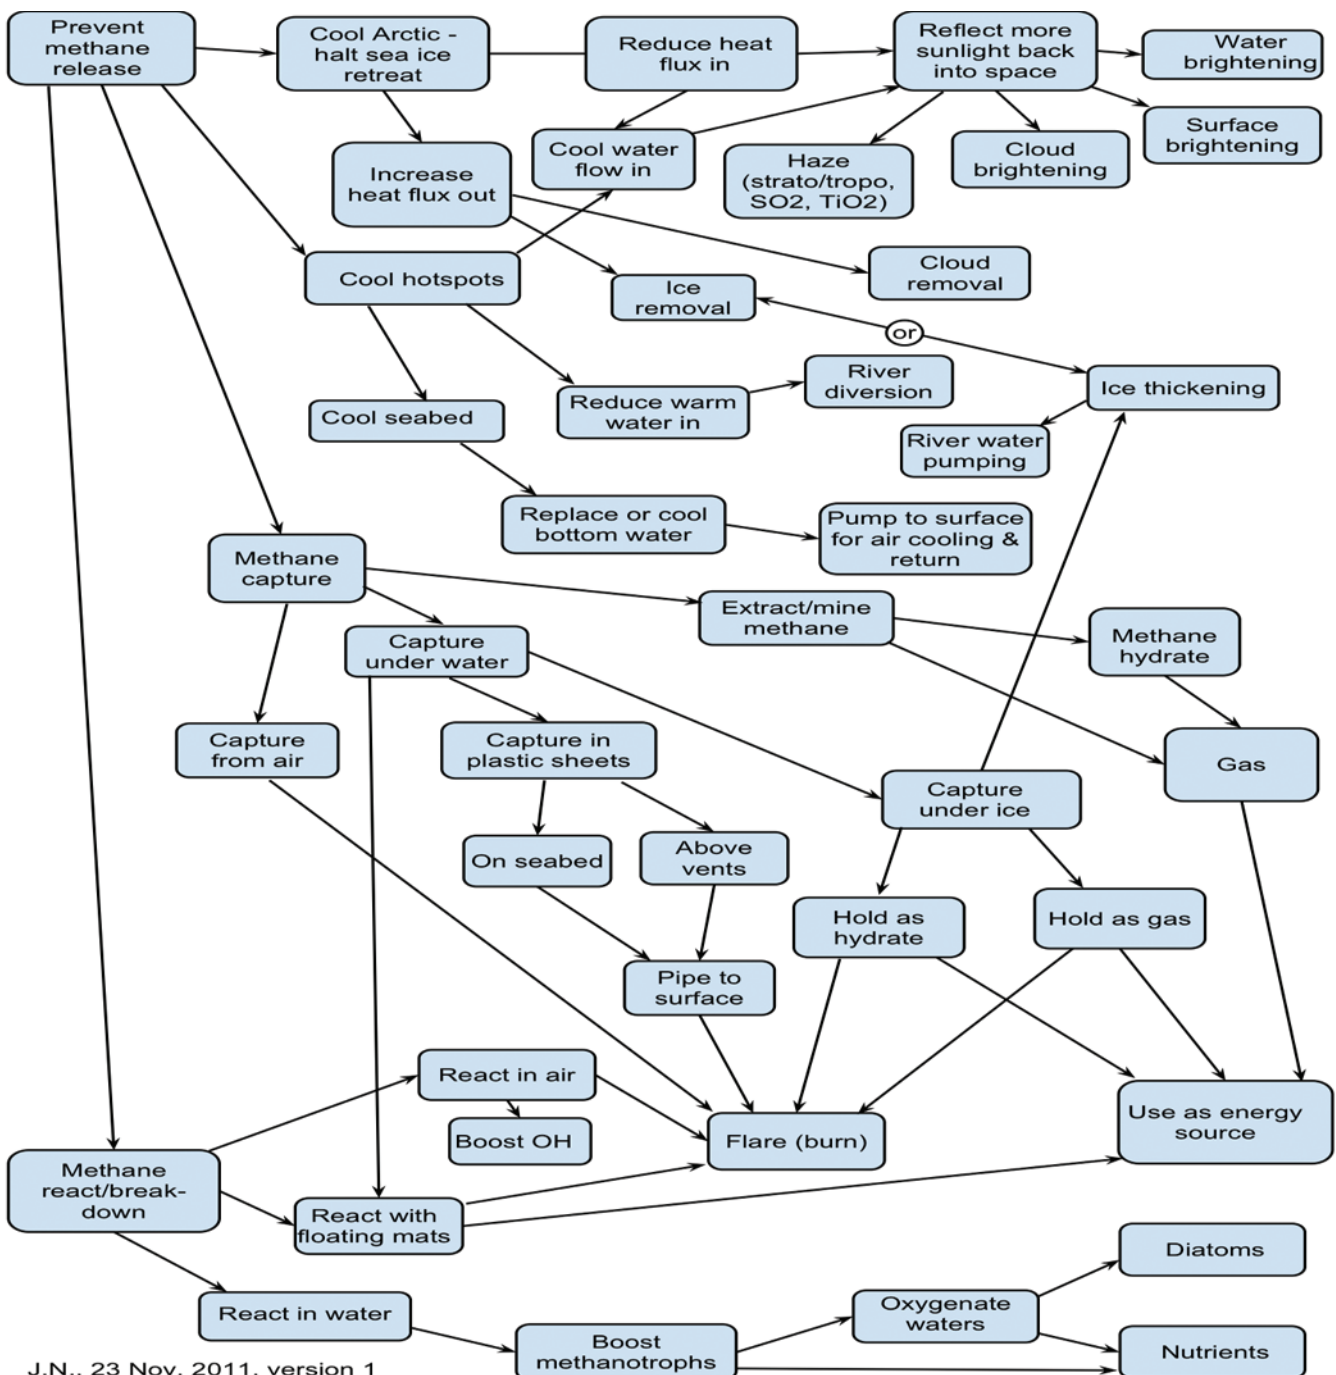 Prevent
methane
release
Cool Arctic -
halt sea ice
retreat
Reduce heat
flux in
Reflect more
sunlight back
into space
Water
brightening
Surface
brightening
Cloud
brightening
Haze
(strato/tropo,
SO2, TiO2)
Cool water
flow in
Increase
heat flux out
Cloud
removal
Cool hotspots
Ice
removal
or
River
diversion
Ice thickening
Reduce warm
water in
Cool seabed
River water
pumping
Replace or cool
bottom water
Pump to surface
for air cooling &
return
Methane
capture
Extract/mine
methane
Methane
hydrate
Capture
under water
Capture
from air
Capture in
plastic sheets
Gas
Capture
under ice
On seabed
Above
vents
Hold as
hydrate
Hold as gas
Pipe to
surface
React in air
Boost OH
Flare (burn)
Use as energy
source
Methane
react/break-
down
React with
floating mats
Diatoms
React in water
Oxygenate
waters
Boost
methanotrophs
Nutrients
J.N., 23 Nov. 2011, version 1